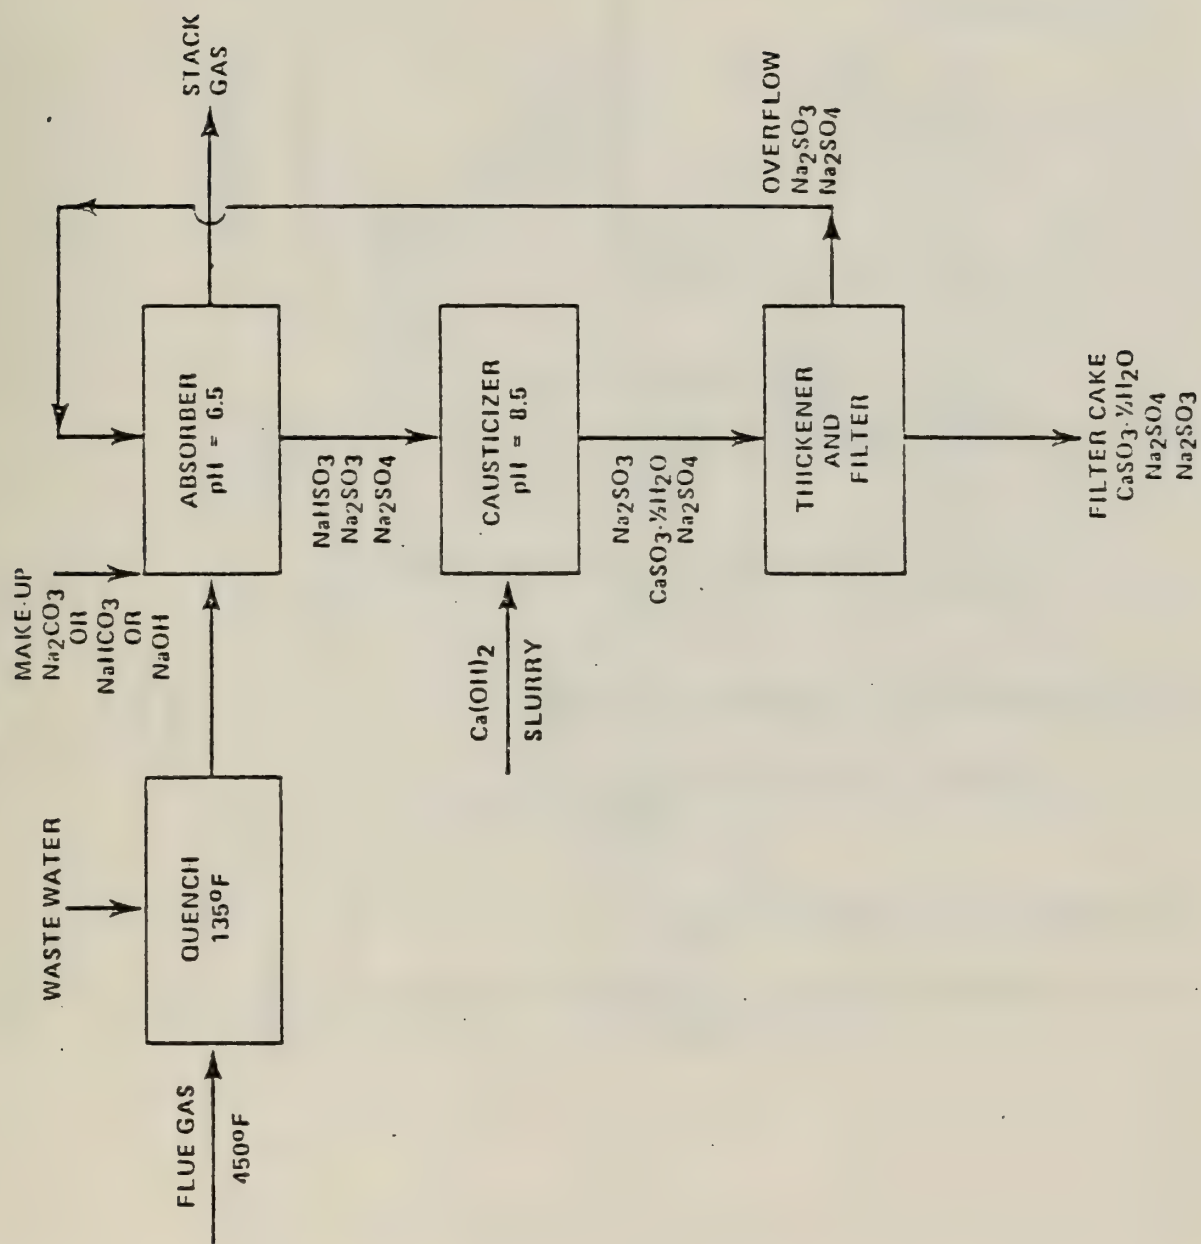 FLUE GAS
450°F
WASTE WATER
QUENCH
135°F
MAKE-UP
Na2CO3
OR
NaHCO3
OR
NaOH
ABSORBER
pH = 6.5
STACK
GAS
NaHSO3
Na2SO3
Na2SO4
Ca(OH)2
SLURRY
CAUSTICIZER
pH = 8.5
Na2SO3
CaSO3·½H2O
Na2SO4
THICKENER
AND
FILTER
OVERFLOW
Na2SO3
Na2SO4
FILTER CAKE
CaSO3·½H2O
Na2SO4
Na2SO3